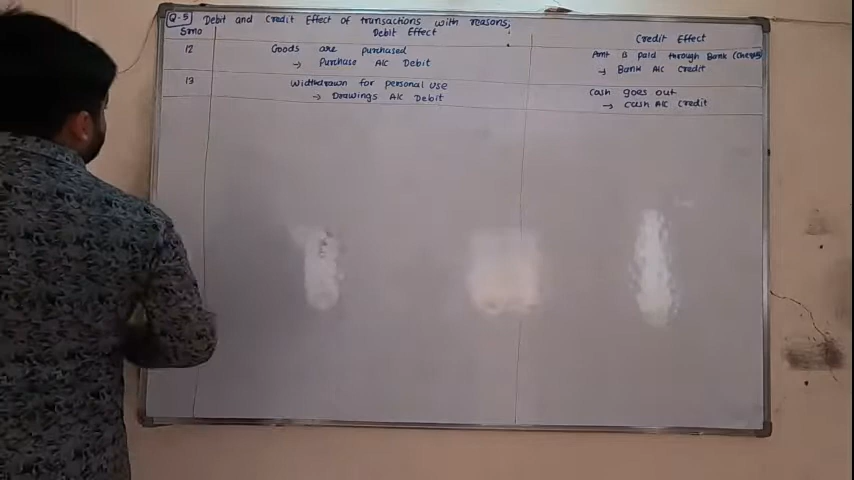 Q-5 Debit and Credit Effect of transactions with reasons,
Srno Debit Effect Credit Effect
12 Goods are purchased Amt is paid through Bank (Cheque)
→ Purchase A/c Debit → Bank A/c Credit
13 Widthdrawn for personal use Cash goes out
→ Drawings A/c Debit → Cash A/c Credit